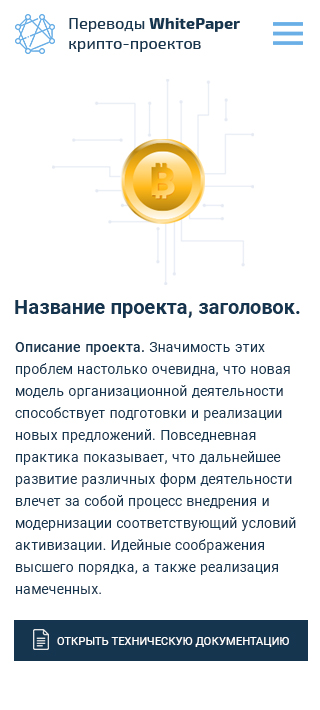 Переводы WhitePaper
крипто-проектов
Название проекта, заголовок.
Описание проекта. Значимость этих
проблем настолько очевидна, что новая
модель организационной деятельности
способствует подготовки и реализации
новых предложений. Повседневная
практика показывает, что дальнейшее
развитие различных форм деятельности
влечет за собой процесс внедрения и
модернизации соответствующий условий
активизации. Идейные соображения
высшего порядка, а также реализация
намеченных.
ОТКРЫТЬ ТЕХНИЧЕСКУЮ ДОКУМЕНТАЦИЮ